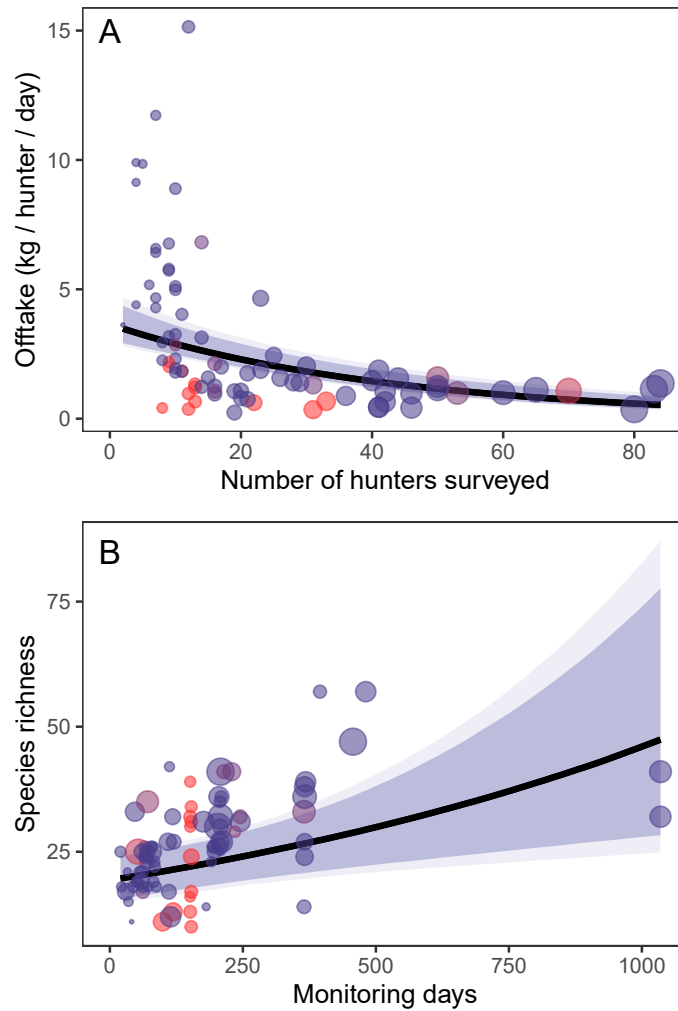 A
15
10
5
0
Offtake (kg / hunter / day)
0 20 40 60 80
Number of hunters surveyed
B
75
50
25
Species richness
0 250 500 750 1000
Monitoring days